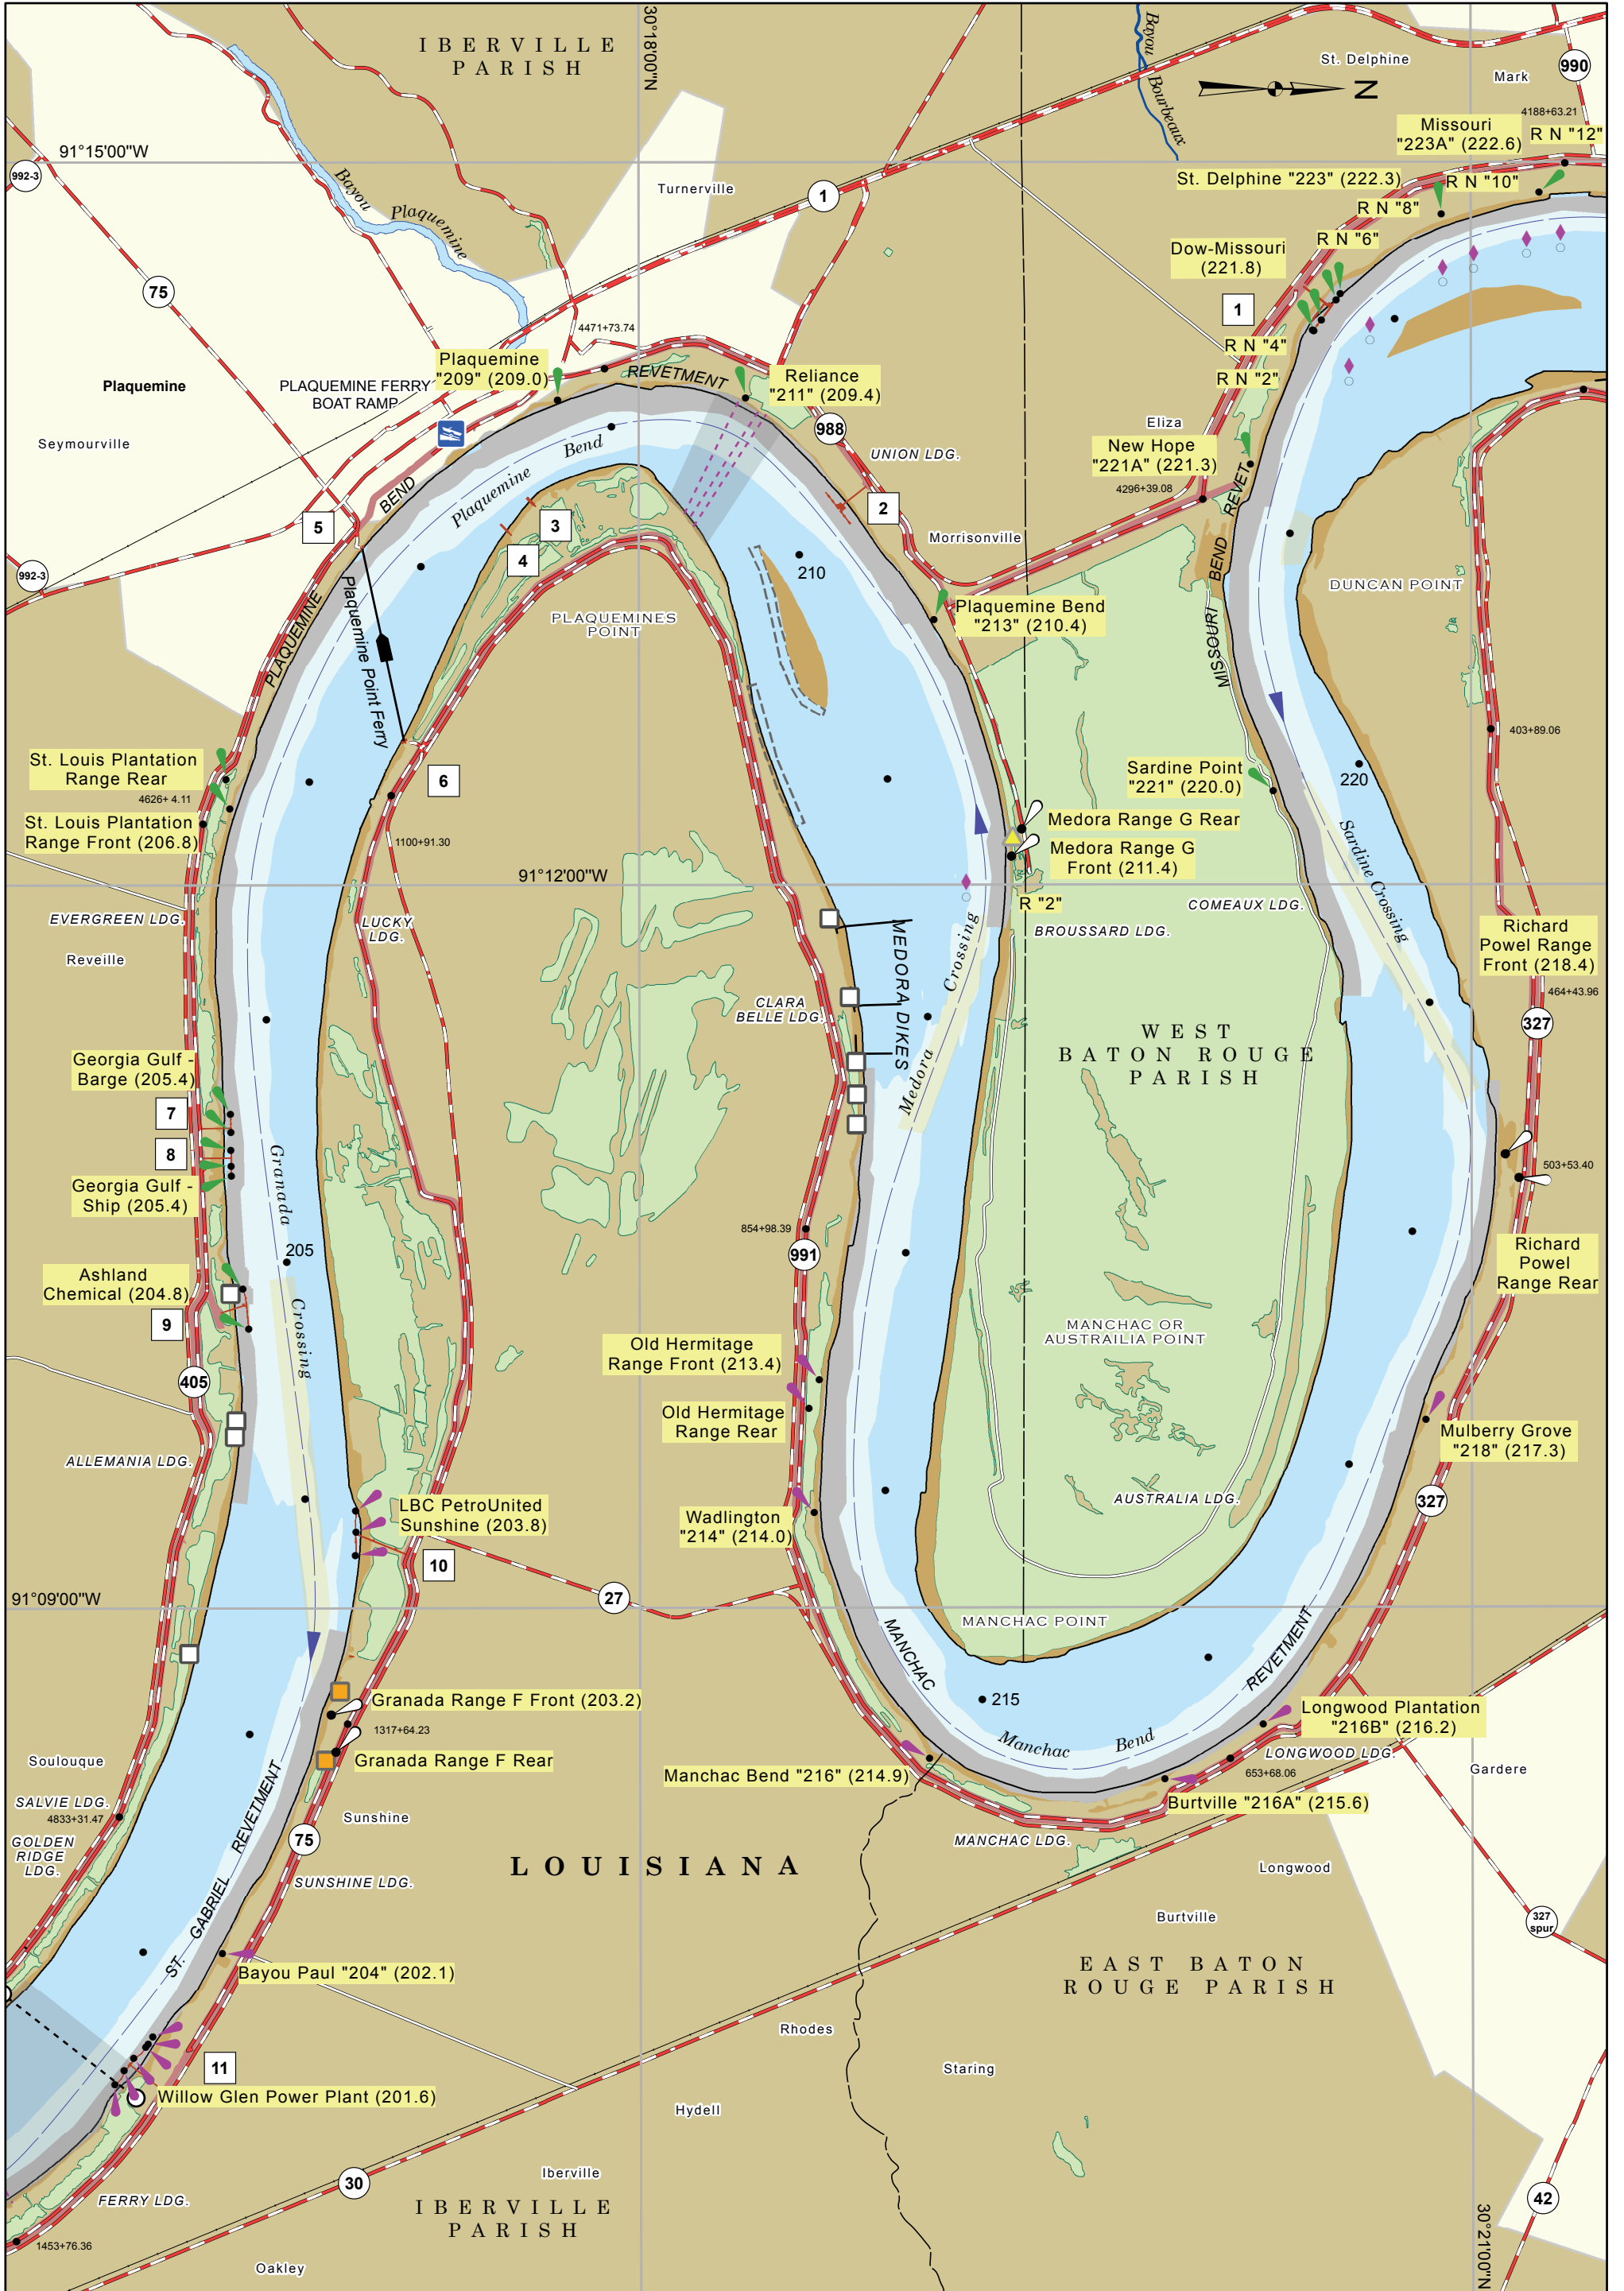 IBERVILLE
PARISH
30°18'00"N
Bayou
Bourbeaux
St. Delphine
Mark
990
N
4188+63.21
Missouri
"223A" (222.6)
R N "12"
91°15'00"W
992-3
Bayou
Plaquemine
Turnerville
1
St. Delphine "223" (222.3)
R N "10"
R N "8"
R N "6"
Dow-Missouri
(221.8)
1
R N "4"
R N "2"
75
4471+73.74
Plaquemine
"209" (209.0)
REVETMENT
Reliance
"211" (209.4)
Plaquemine
PLAQUEMINE FERRY
BOAT RAMP
Seymourville
988
UNION LDG.
Eliza
New Hope
"221A" (221.3)
4296+39.08
REVET
Plaquemine
Bend
BEND
5
3
4
2
Morrisonville
992-3
210
BEND
MISSOURI
DUNCAN POINT
Plaquemine Point Ferry
PLAQUEMINE
PLAQUEMINES
POINT
Plaquemine Bend
"213" (210.4)
403+89.06
St. Louis Plantation
Range Rear
4626+ 4.11
St. Louis Plantation
Range Front (206.8)
6
1100+91.30
Sardine Point
"221" (220.0)
220
Sardine Crossing
Medora Range G Rear
Medora Range G
Front (211.4)
91°12'00"W
R "2"
EVERGREEN LDG.
Reveille
LUCKY
LDG.
COMEAUX LDG.
BROUSSARD LDG.
Richard
Powel Range
Front (218.4)
464+43.96
327
MEDORA DIKES
Medora
Crossing
CLARA
BELLE LDG.
WEST
BATON ROUGE
PARISH
Georgia Gulf -
Barge (205.4)
7
8
Georgia Gulf -
Ship (205.4)
Granada
Crossing
503+53.40
854+98.39
991
205
Ashland
Chemical (204.8)
9
Richard
Powel
Range Rear
MANCHAC OR
AUSTRAILIA POINT
Old Hermitage
Range Front (213.4)
405
Old Hermitage
Range Rear
Mulberry Grove
"218" (217.3)
ALLEMANIA LDG.
AUSTRALIA LDG.
327
LBC PetroUnited
Sunshine (203.8)
Wadlington
"214" (214.0)
10
91°09'00"W
27
MANCHAC POINT
MANCHAC
REVETMENT
215
Granada Range F Front (203.2)
1317+64.23
Granada Range F Rear
Longwood Plantation
"216B" (216.2)
Manchac
Bend
LONGWOOD LDG.
Soulouque
Manchac Bend "216" (214.9)
653+68.06
Gardere
SALVIE LDG.
4833+31.47
REVETMENT
Sunshine
Burtville "216A" (215.6)
GOLDEN
RIDGE
LDG.
75
MANCHAC LDG.
LOUISIANA
Longwood
SUNSHINE LDG.
ST. GABRIEL
Burtville
327
spur
Bayou Paul "204" (202.1)
EAST BATON
ROUGE PARISH
Rhodes
11
Staring
Willow Glen Power Plant (201.6)
Hydell
30
Iberville
FERRY LDG.
IBERVILLE
PARISH
42
1453+76.36
Oakley
30°21'00"N